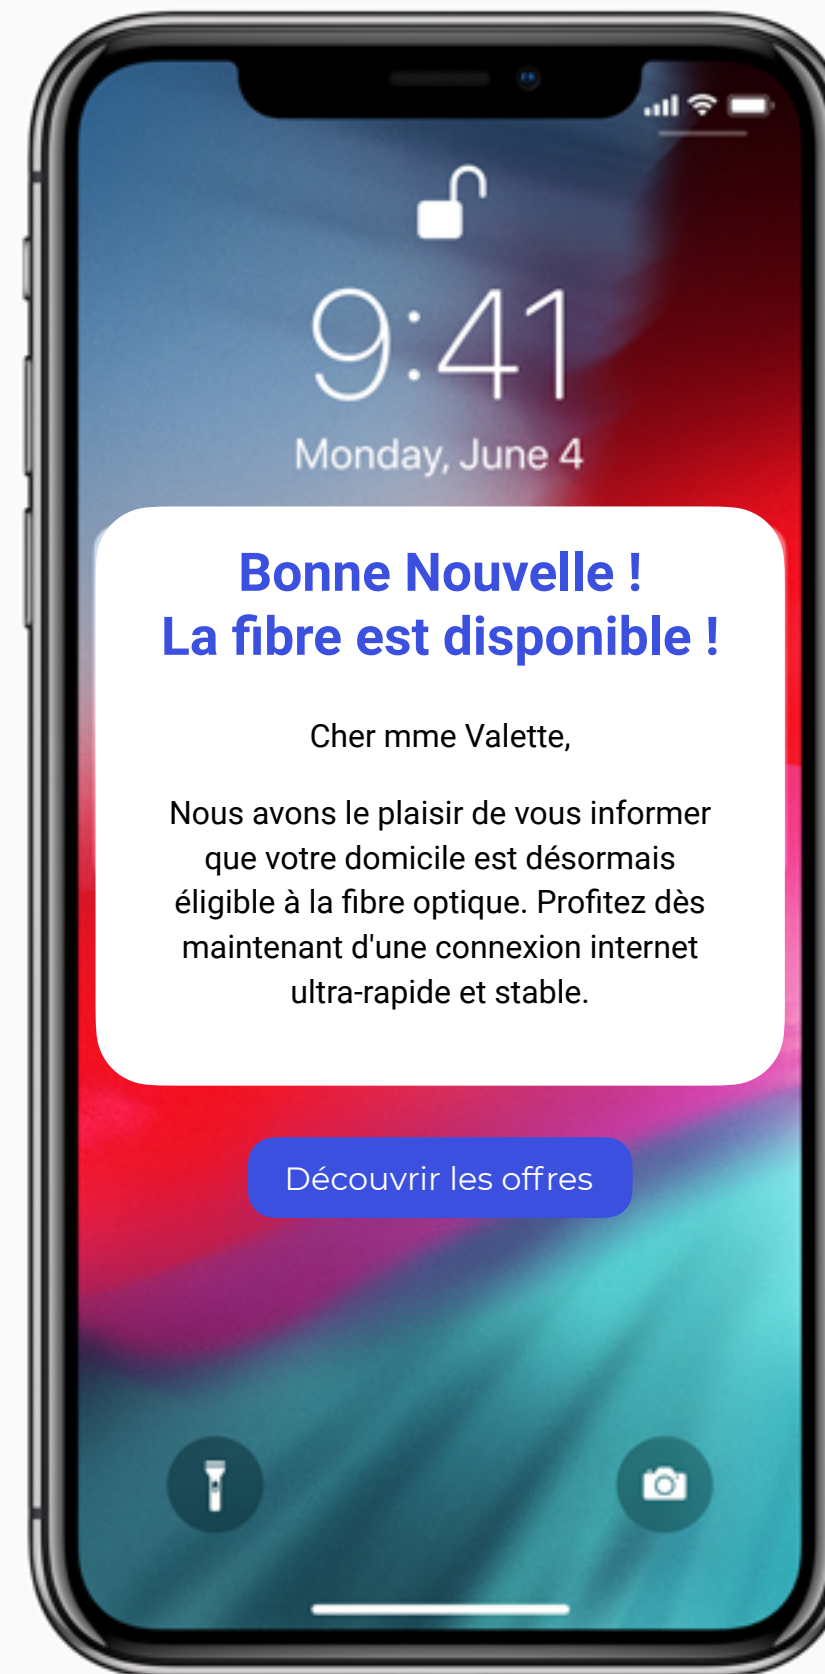 9:41
Monday, June 4
Bonne Nouvelle !
La fibre est disponible !
Cher mme Valette,
Nous avons le plaisir de vous informer
que votre domicile est désormais
éligible à la fibre optique. Profitez dès
maintenant d'une connexion internet
ultra-rapide et stable.
Découvrir les offres